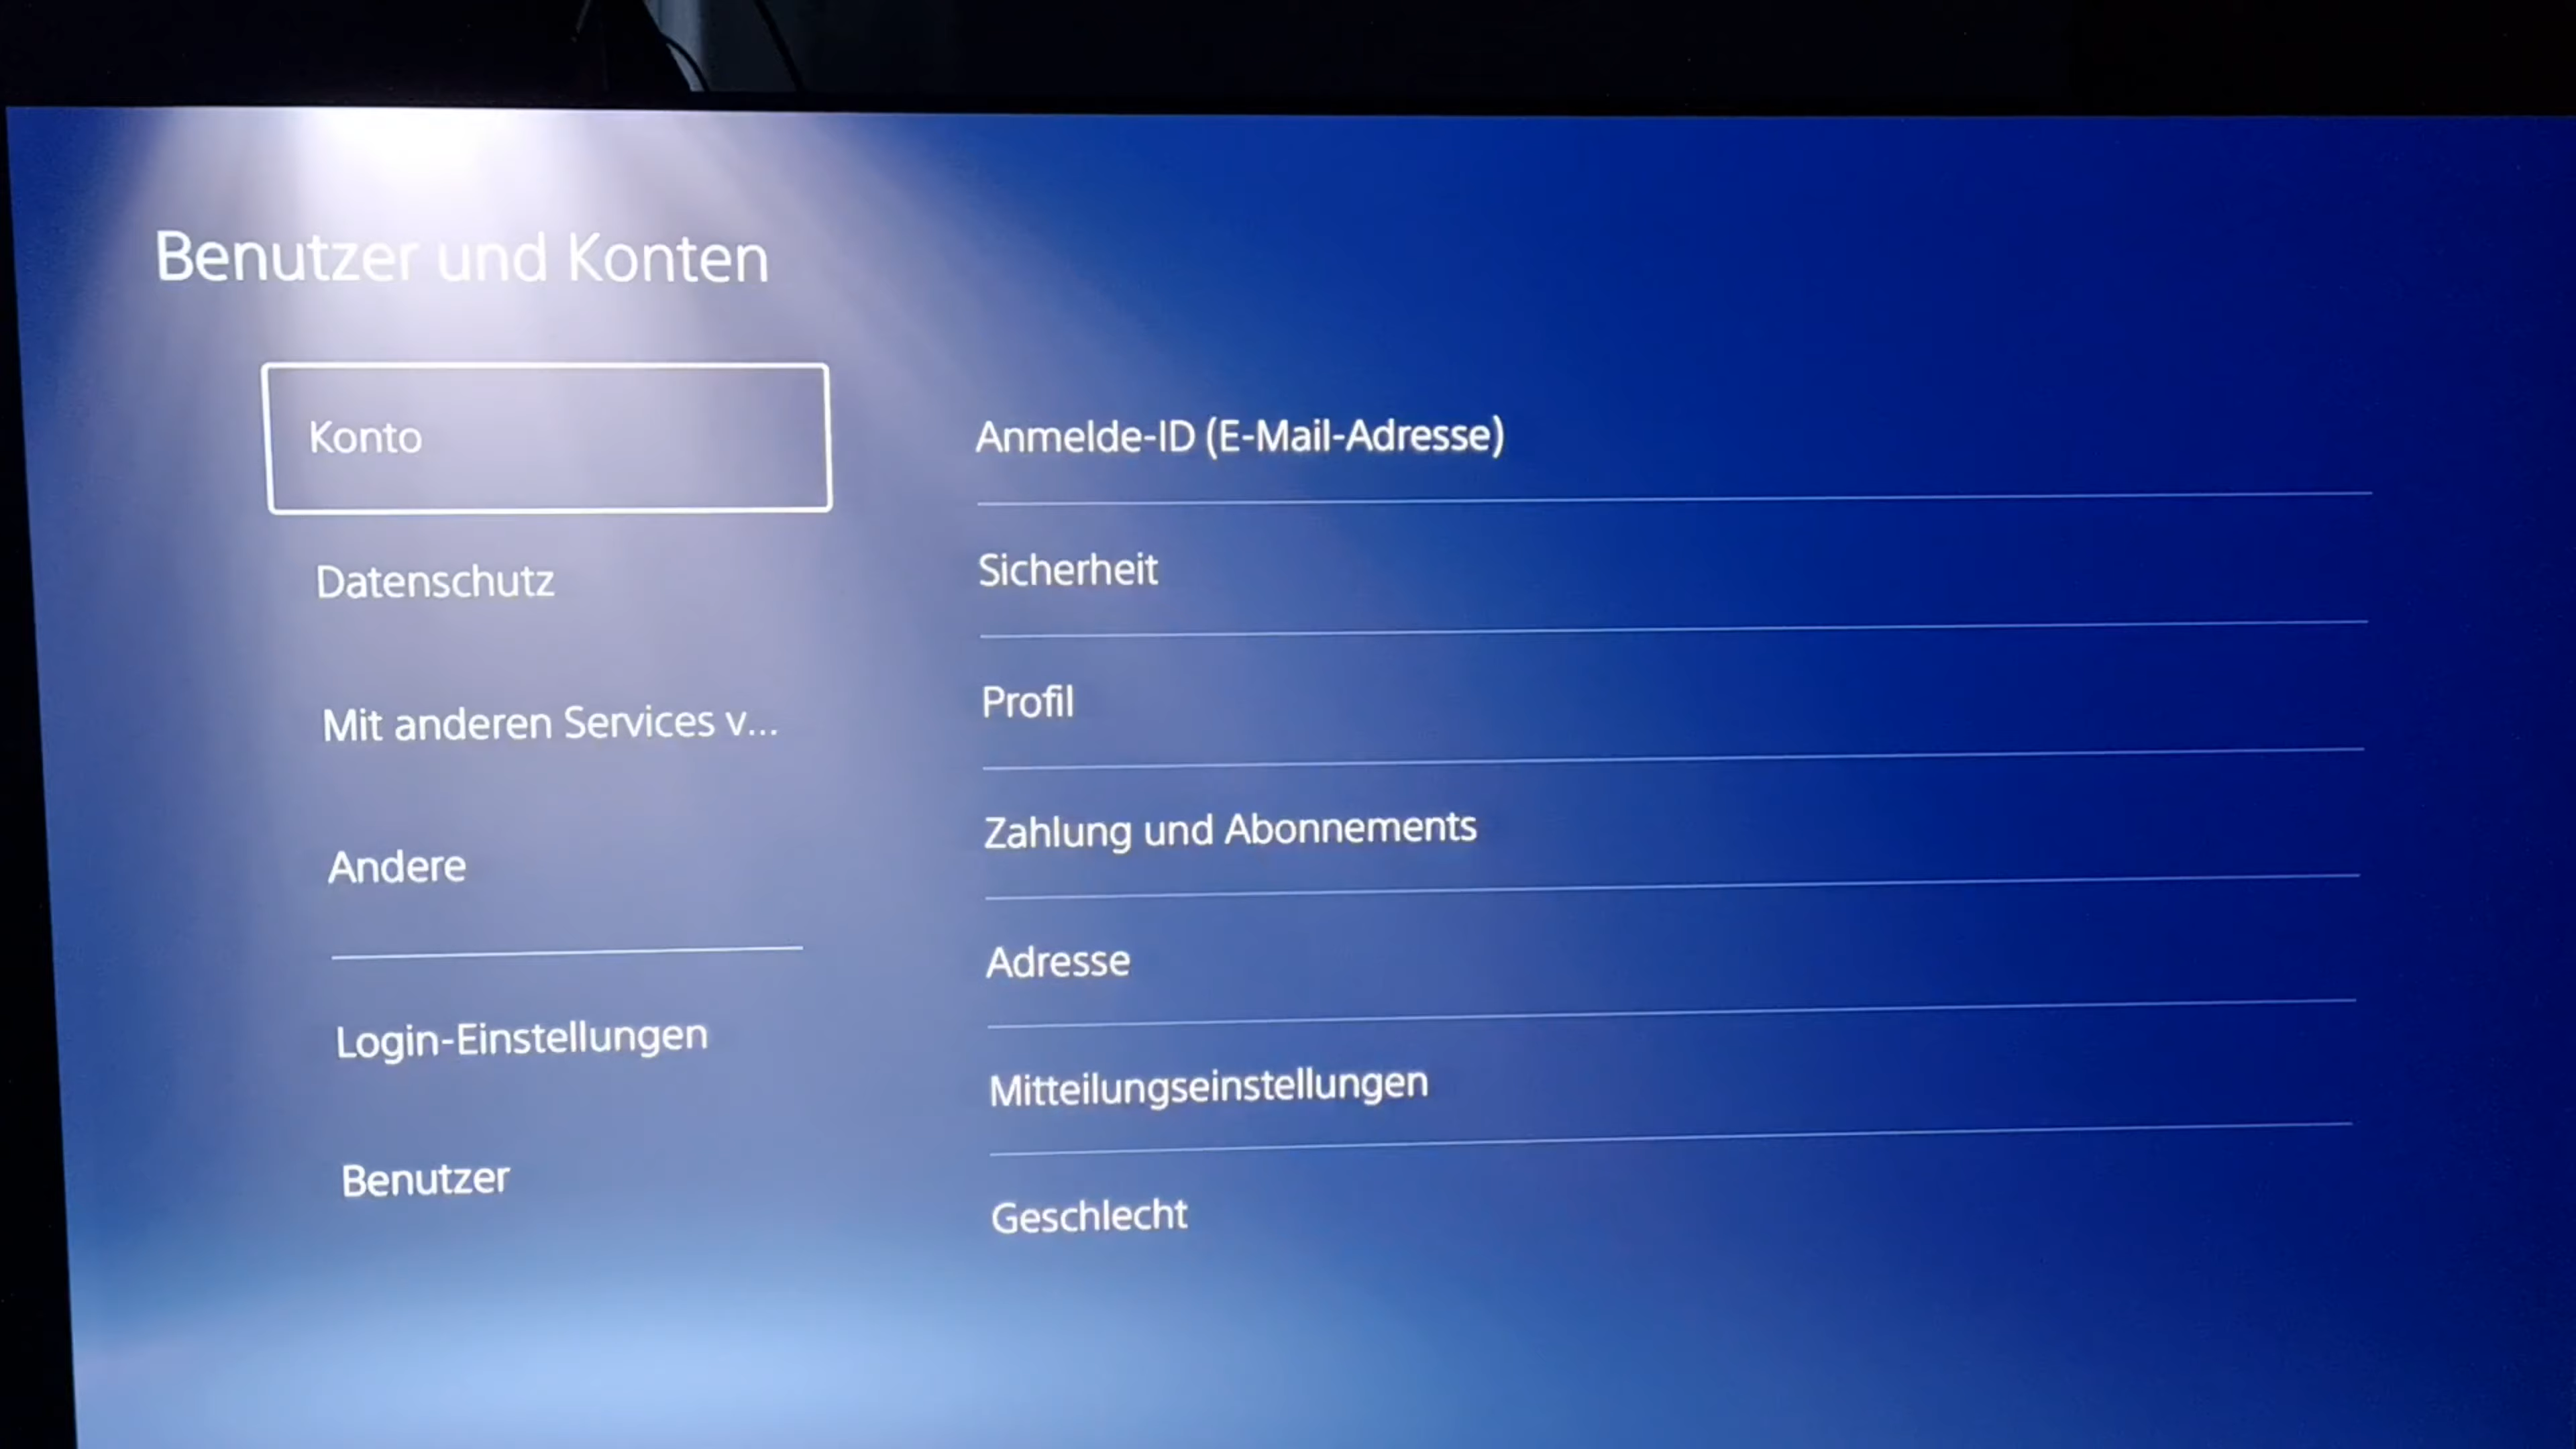 Benutzer und Konten
Konto
Datenschutz
Mit anderen Services v...
Andere
Login-Einstellungen
Benutzer
Anmelde-ID (E-Mail-Adresse)
Sicherheit
Profil
Zahlung und Abonnements
Adresse
Mitteilungseinstellungen
Geschlecht